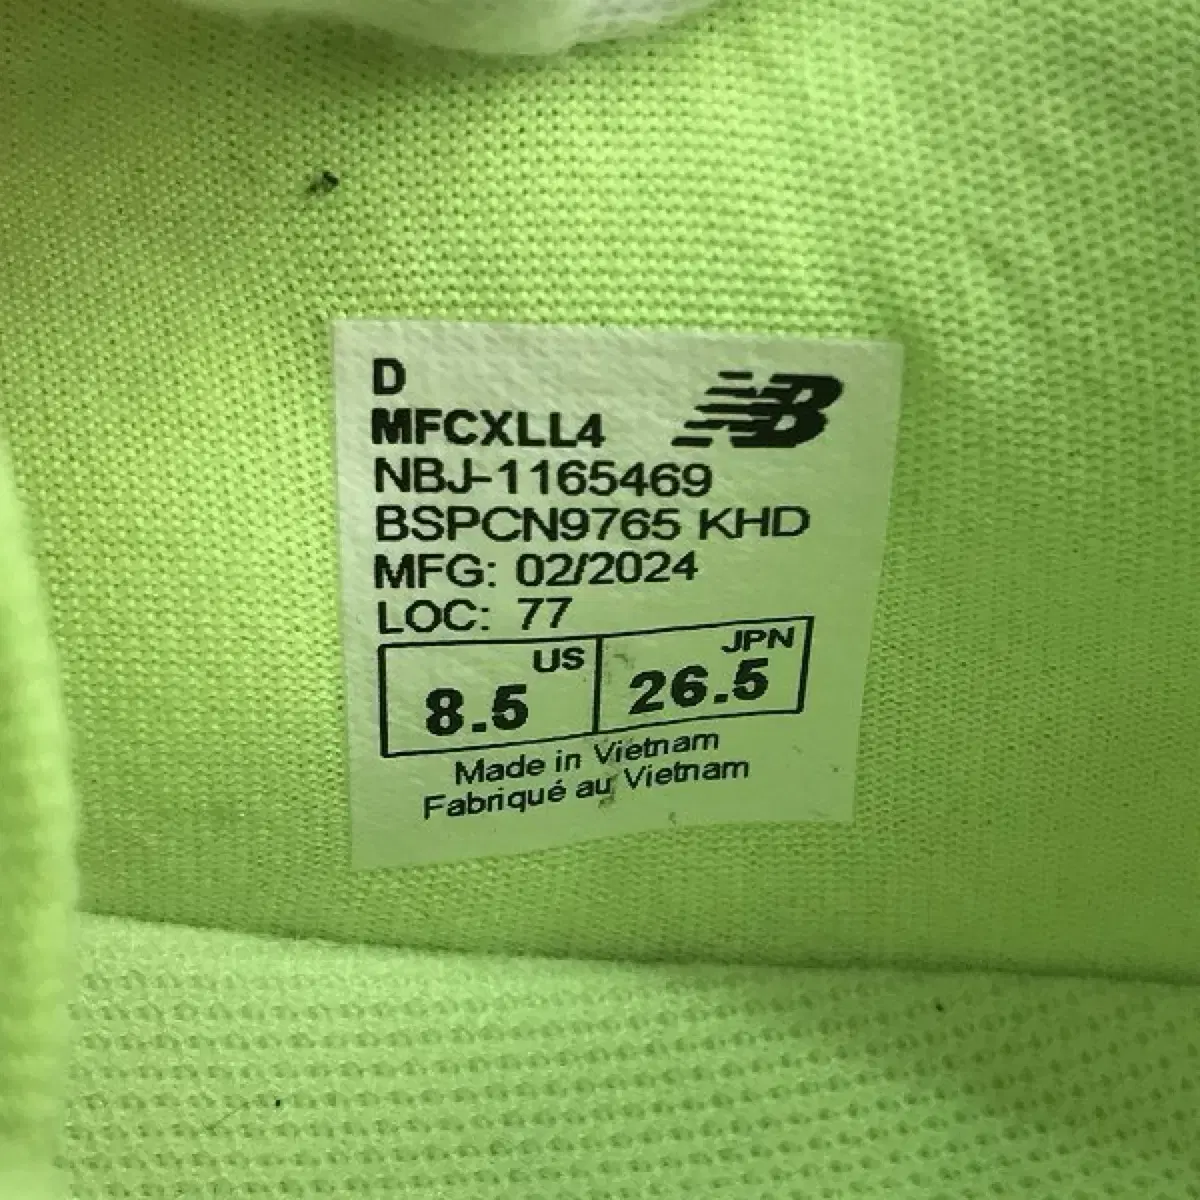 D
MFCXLL4
NB
NBJ-1165469
BSPCN9765 KHD
MFG: 02/2024
LOC: 77
US
8.5
JPN
26.5
Made in Vietnam
Fabriqué au Vietnam